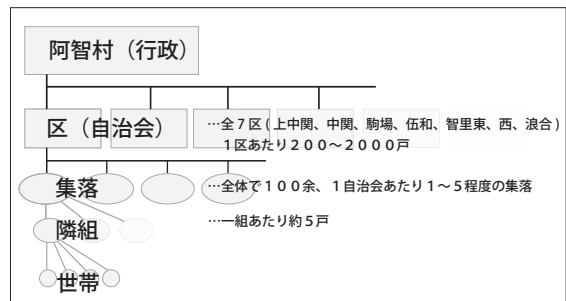 阿智村（行政）
区（自治会）
…全７区(上中関、中関、駒場、伍和、智里東、西、浪合)
１区あたり２００〜２０００戸
集落
…全体で１００余、１自治会あたり１〜５程度の集落
隣組
…一組あたり約５戸
世帯